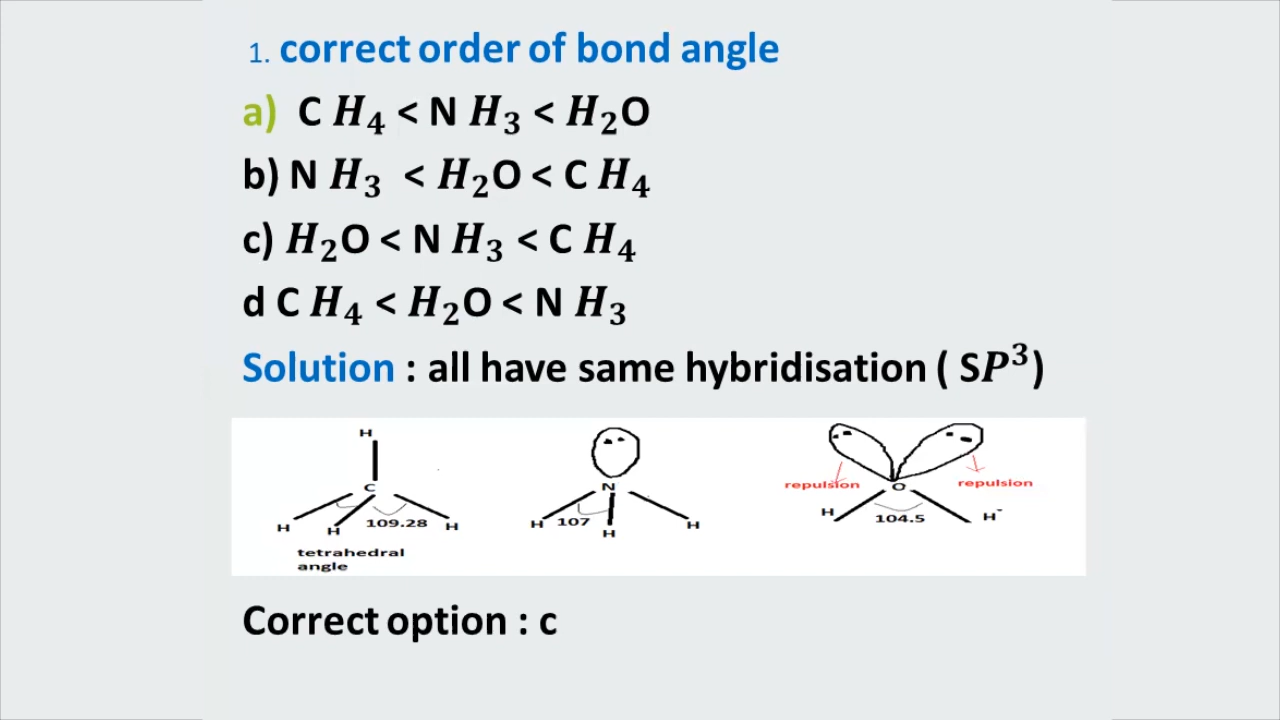 1. correct order of bond angle
a) C H₄ < N H₃ < H₂O
b) N H₃ < H₂O < C H₄
c) H₂O < N H₃ < C H₄
d C H₄ < H₂O < N H₃
Solution : all have same hybridisation ( SP³)
H
C
H H 109.28 H
tetrahedral
angle
N
H 107 H
H
repulsion O repulsion
H 104.5 H-
Correct option : c